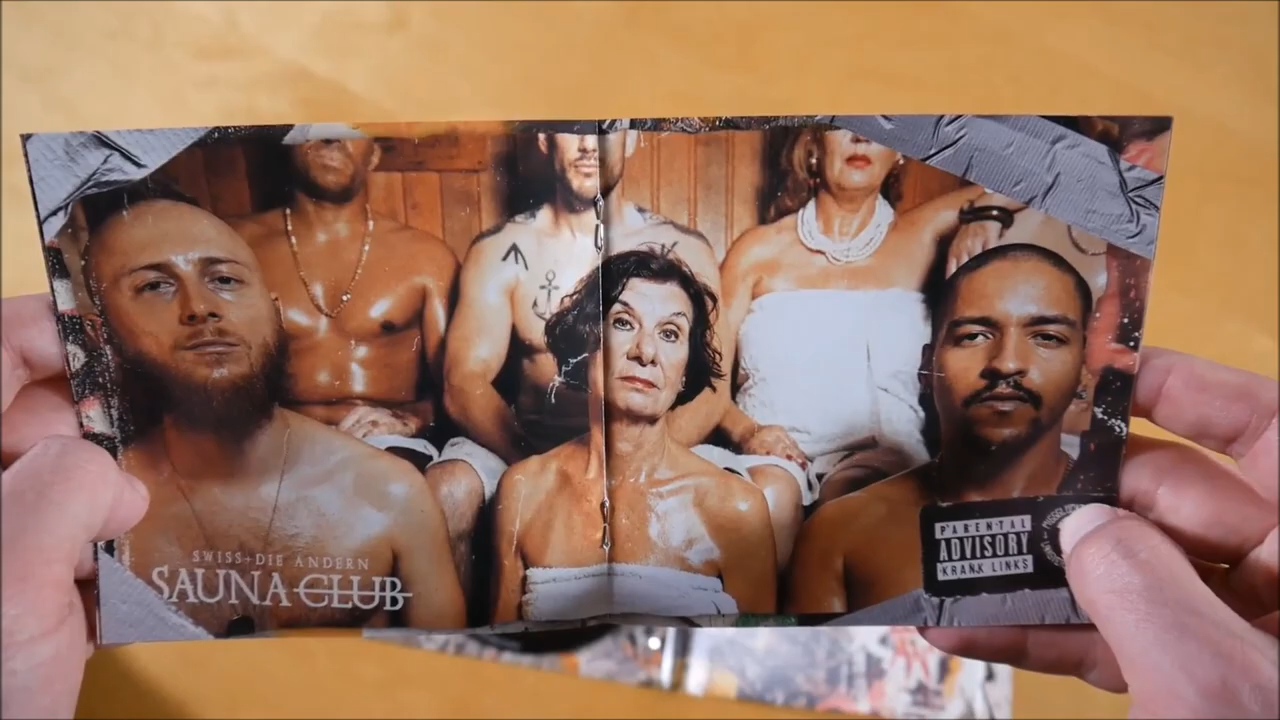 SWISS+DIE ANDERN
SAUNA CLUB
PARENTAL
ADVISORY
KRANK LINKS